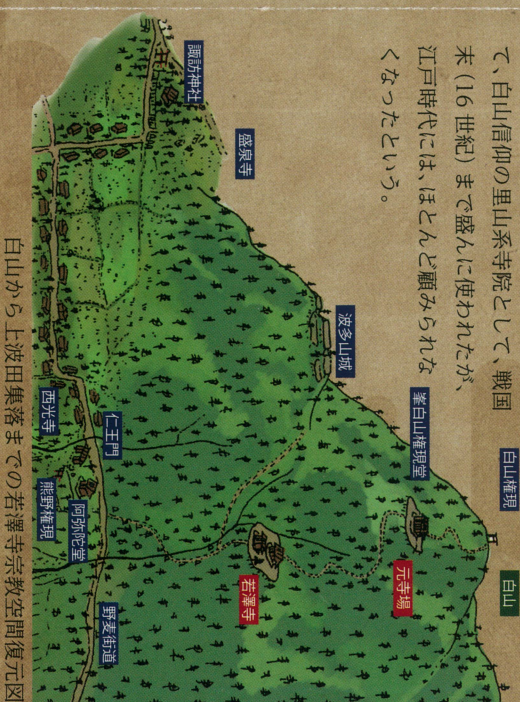 て、白山信仰の里山系寺院として、戦国
末（16世紀）まで盛んに使われたが、
江戸時代には、ほとんど顧みられな
くなったという。
白山権現
白山
峯白山権現堂
元寺場
波多山城
若澤寺
盛泉寺
諏訪神社
仁王門
野麦街道
阿弥陀堂
西光寺
熊野権現
白山から上波田集落までの若澤寺宗教空間復元図